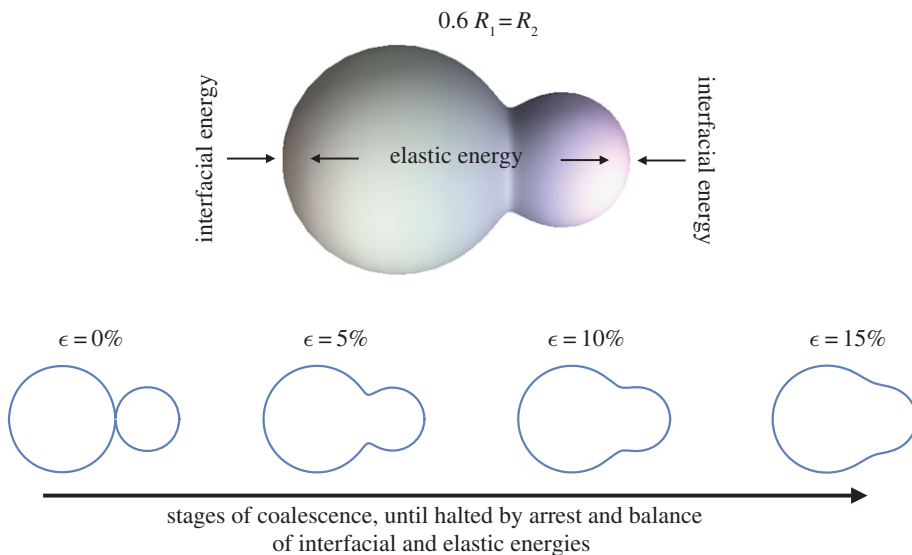 0.6 R₁ = R₂
interfacial energy
elastic energy
interfacial energy
ϵ = 0%
ϵ = 5%
ϵ = 10%
ϵ = 15%
stages of coalescence, until halted by arrest and balance
of interfacial and elastic energies